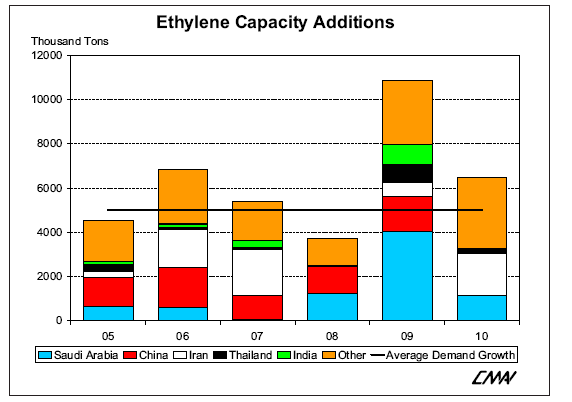 Ethylene Capacity Additions
Thousand Tons
12000
10000
8000
6000
4000
2000
0
05 06 07 08 09 10
Saudi Arabia China Iran Thailand India Other Average Demand Growth
CMAI